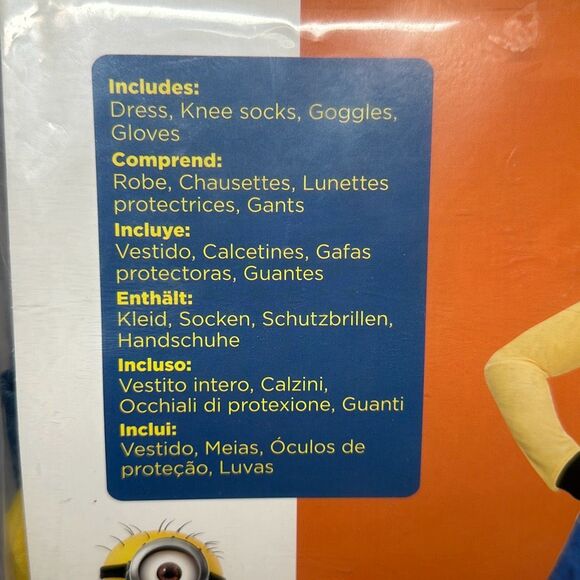 Includes:
Dress, Knee socks, Goggles,
Gloves
Comprend:
Robe, Chausettes, Lunettes
protectrices, Gants
Incluye:
Vestido, Calcetines, Gafas
protectoras, Guantes
Enthält:
Kleid, Socken, Schutzbrillen,
Handschuhe
Incluso:
Vestito intero, Calzini,
Occhiali di protexione, Guanti
Inclui:
Vestido, Meias, Óculos de
proteção, Luvas